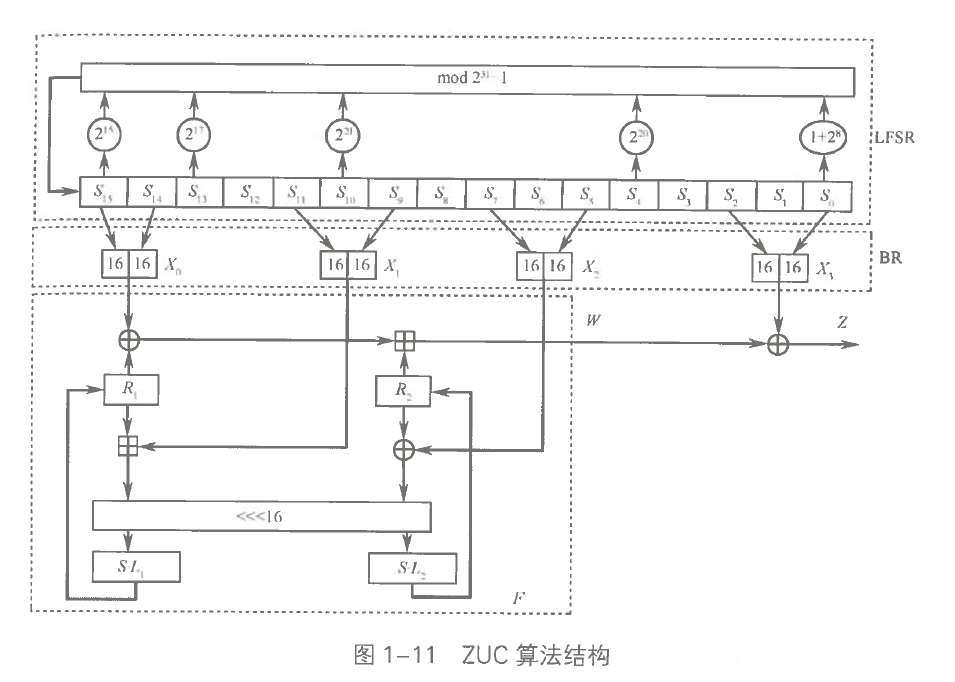 mod 2³¹−1
2¹⁵ 2¹⁷ 2²¹ 2²⁰ 1+2⁸ LFSR
S₁₅ S₁₄ S₁₃ S₁₂ S₁₁ S₁₀ S₉ S₈ S₇ S₆ S₅ S₄ S₃ S₂ S₁ S₀
16 16 X₀ 16 16 X₁ 16 16 X₂ 16 16 X₃ BR
W Z
R₁ R₂
<<<16
S·L₁ S·L₂
F
图 1-11 ZUC 算法结构